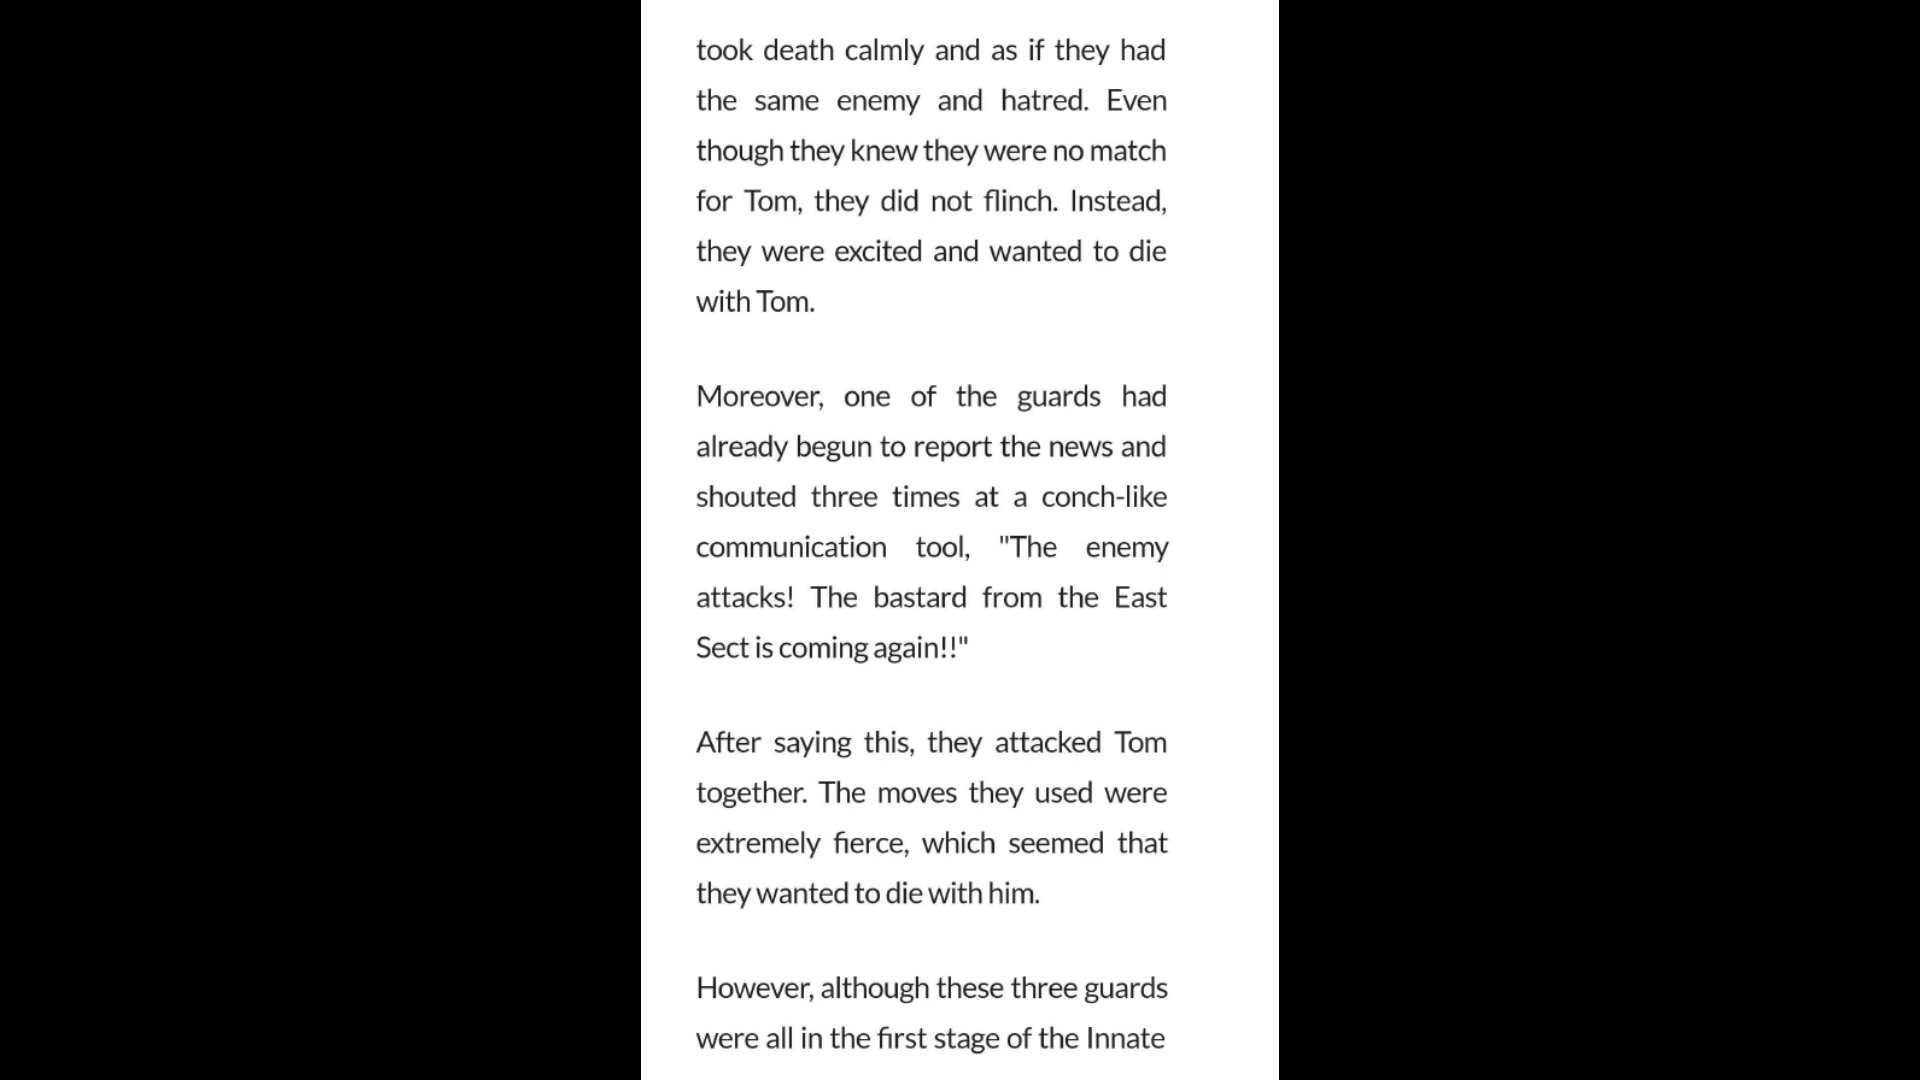 took death calmly and as if they had
the same enemy and hatred. Even
though they knew they were no match
for Tom, they did not flinch. Instead,
they were excited and wanted to die
with Tom.
Moreover, one of the guards had
already begun to report the news and
shouted three times at a conch-like
communication tool, "The enemy
attacks! The bastard from the East
Sect is coming again!!"
After saying this, they attacked Tom
together. The moves they used were
extremely fierce, which seemed that
they wanted to die with him.
However, although these three guards
were all in the first stage of the Innate